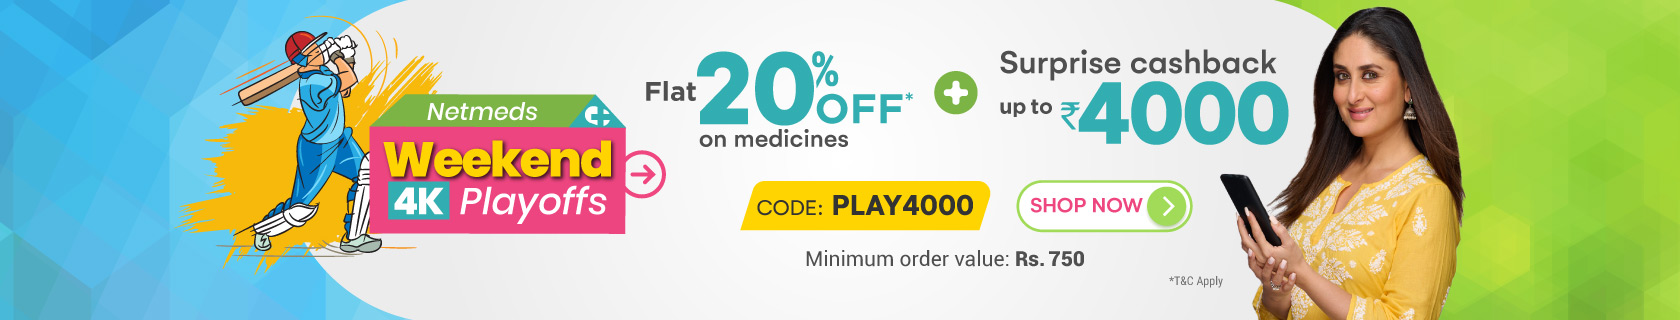 Netmeds
Weekend
4K Playoffs
Flat 20% OFF*
on medicines
Surprise cashback
up to ₹4000
CODE: PLAY4000
SHOP NOW
Minimum order value: Rs. 750
*T&C Apply